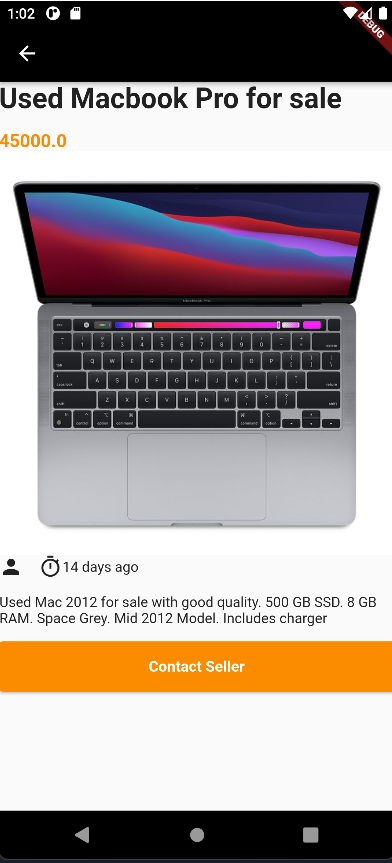 1:02
DEBUG
Used Macbook Pro for sale
45000.0
14 days ago
Used Mac 2012 for sale with good quality. 500 GB SSD. 8 GB
RAM. Space Grey. Mid 2012 Model. Includes charger
Contact Seller